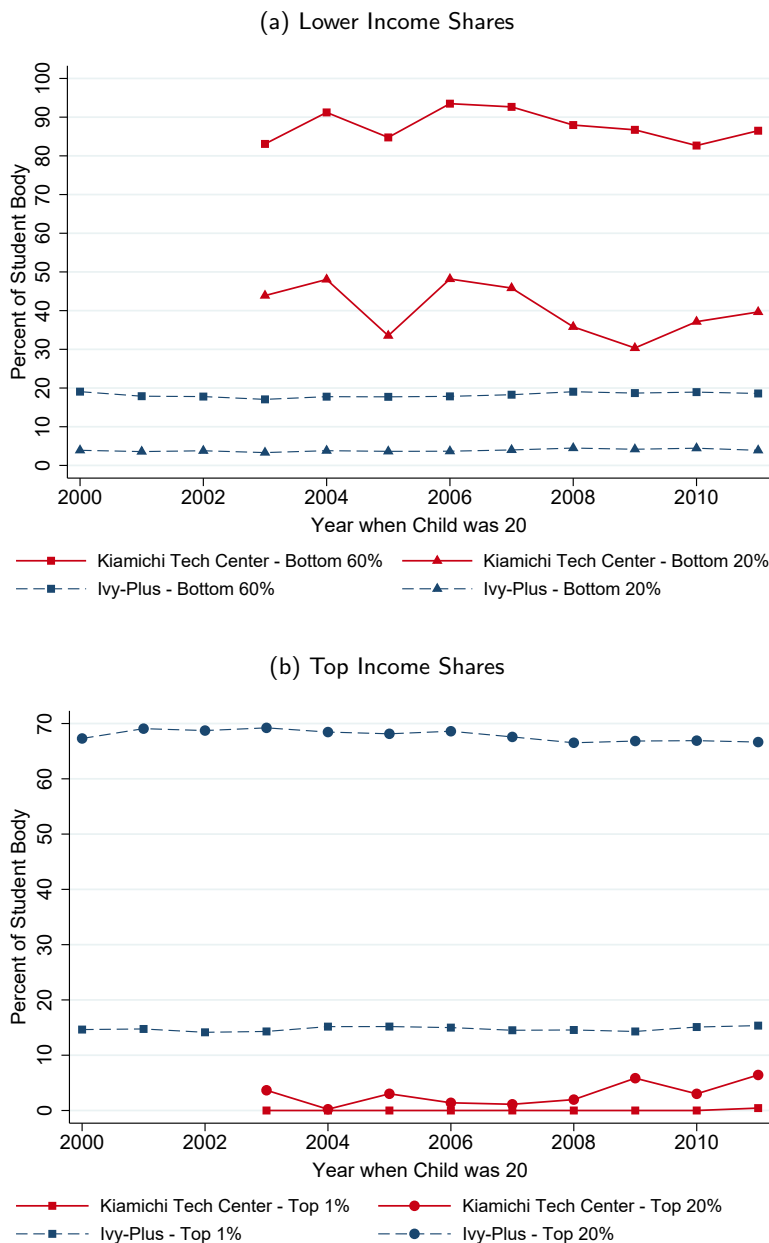 (a) Lower Income Shares
Percent of Student Body
100
90
80
70
60
50
40
30
20
10
0
2000 2002 2004 2006 2008 2010
Year when Child was 20
Kiamichi Tech Center - Bottom 60% Kiamichi Tech Center - Bottom 20%
Ivy-Plus - Bottom 60% Ivy-Plus - Bottom 20%
(b) Top Income Shares
Percent of Student Body
70
60
50
40
30
20
10
0
2000 2002 2004 2006 2008 2010
Year when Child was 20
Kiamichi Tech Center - Top 1% Kiamichi Tech Center - Top 20%
Ivy-Plus - Top 1% Ivy-Plus - Top 20%